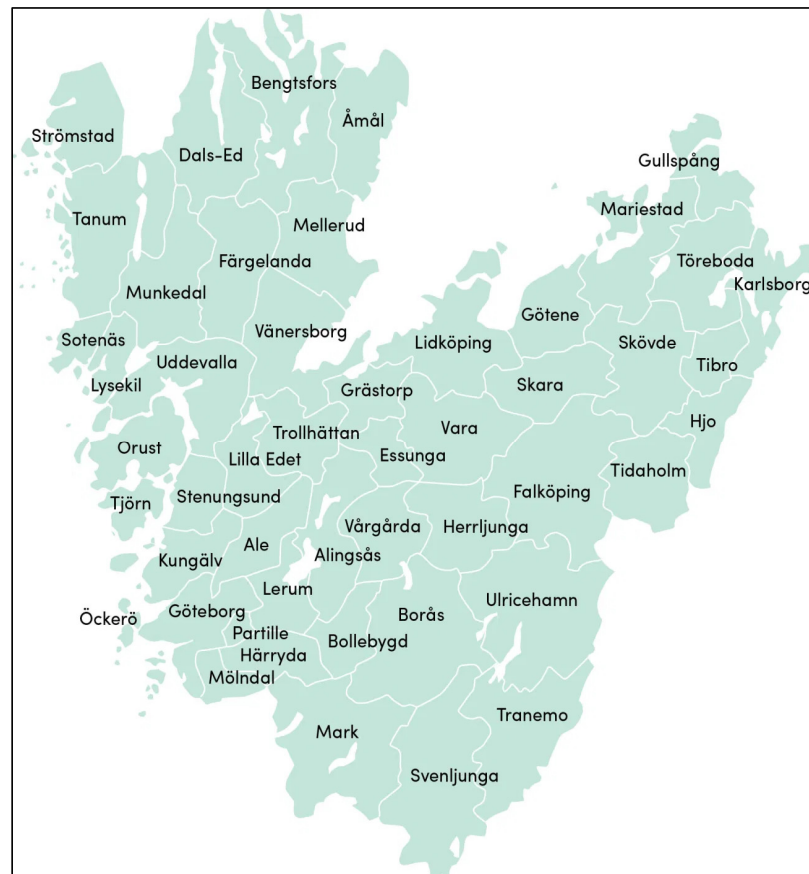 Bengtsfors
Åmål
Strömstad
Dals-Ed
Gullspång
Mariestad
Tanum
Mellerud
Färgelanda
Töreboda
Karlsborg
Munkedal
Götene
Vänersborg
Sotenäs
Lidköping
Skövde
Uddevalla
Tibro
Lysekil
Skara
Grästorp
Hjo
Vara
Trollhättan
Orust
Essunga
Lilla Edet
Tidaholm
Falköping
Stenungsund
Tjörn
Vårgårda
Herrljunga
Ale
Alingsås
Kungälv
Lerum
Ulricehamn
Göteborg
Borås
Öckerö
Partille
Bollebygd
Härryda
Mölndal
Tranemo
Mark
Svenljunga